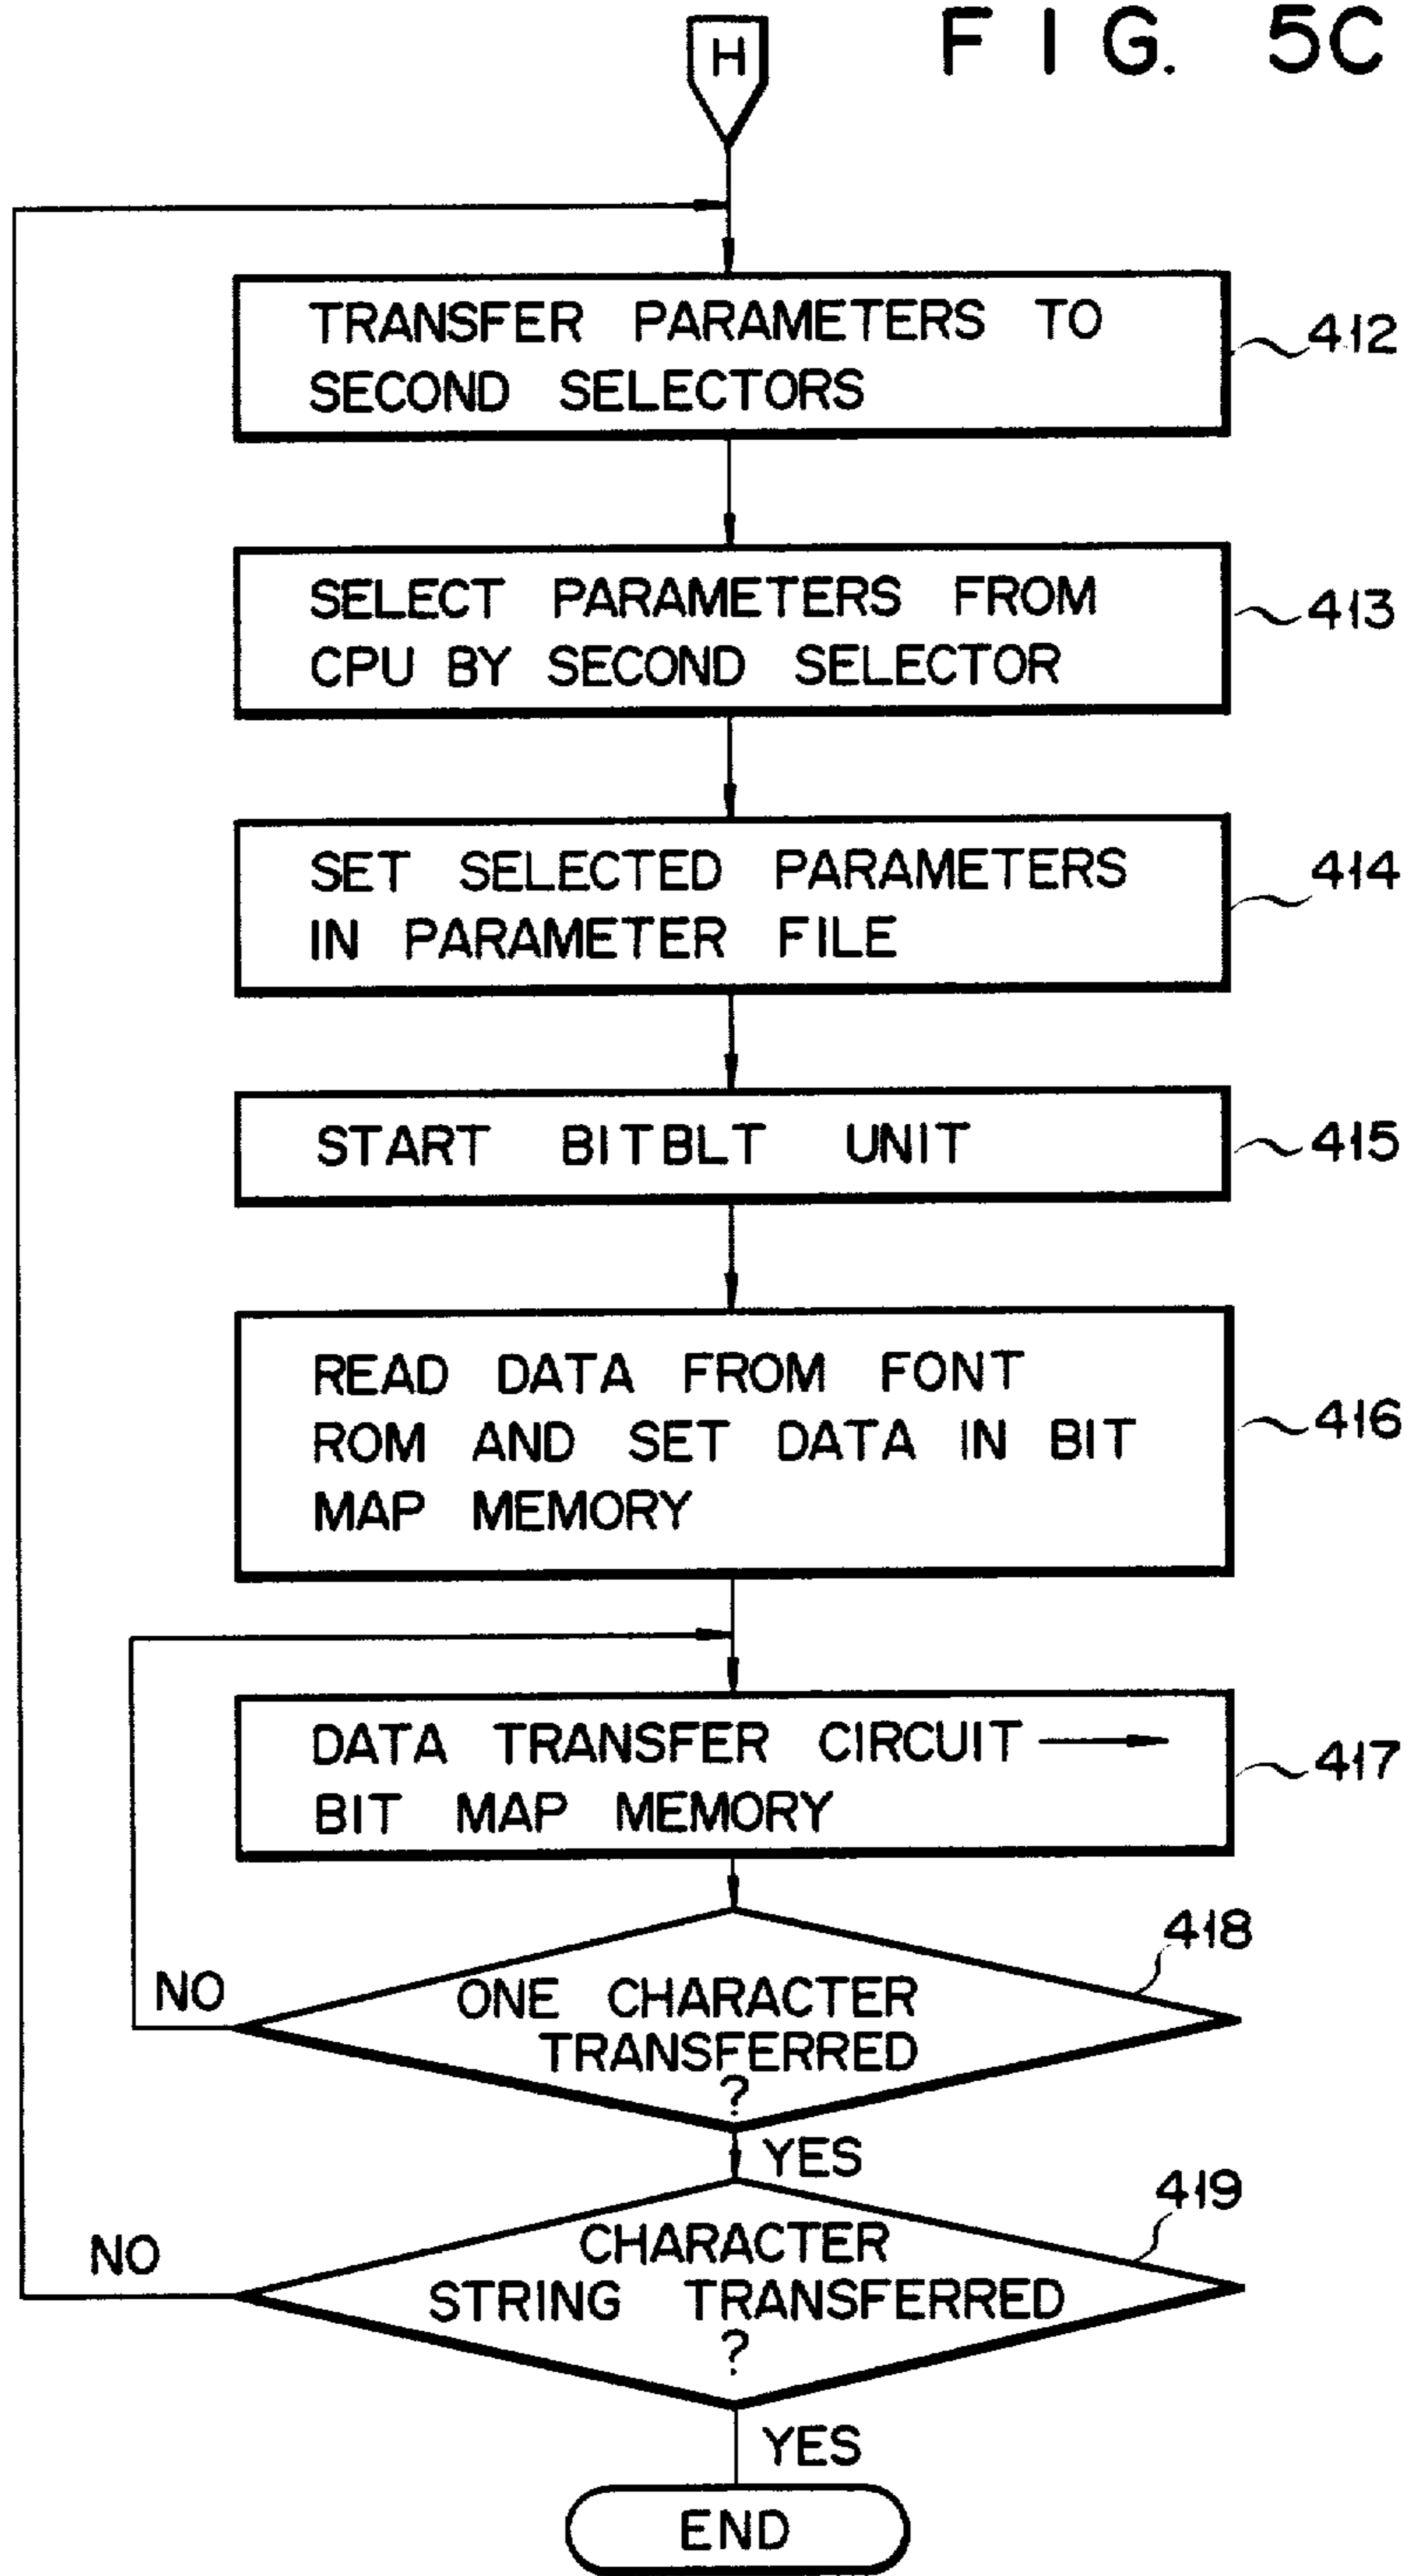 FIG. 5C
H
TRANSFER PARAMETERS TO
SECOND SELECTORS
412
SELECT PARAMETERS FROM
CPU BY SECOND SELECTOR
413
SET SELECTED PARAMETERS
IN PARAMETER FILE
414
START BITBLT UNIT
415
READ DATA FROM FONT
ROM AND SET DATA IN BIT
MAP MEMORY
416
DATA TRANSFER CIRCUIT →
BIT MAP MEMORY
417
418
NO
ONE CHARACTER
TRANSFERRED
?
YES
419
NO
CHARACTER
STRING TRANSFERRED
?
YES
END